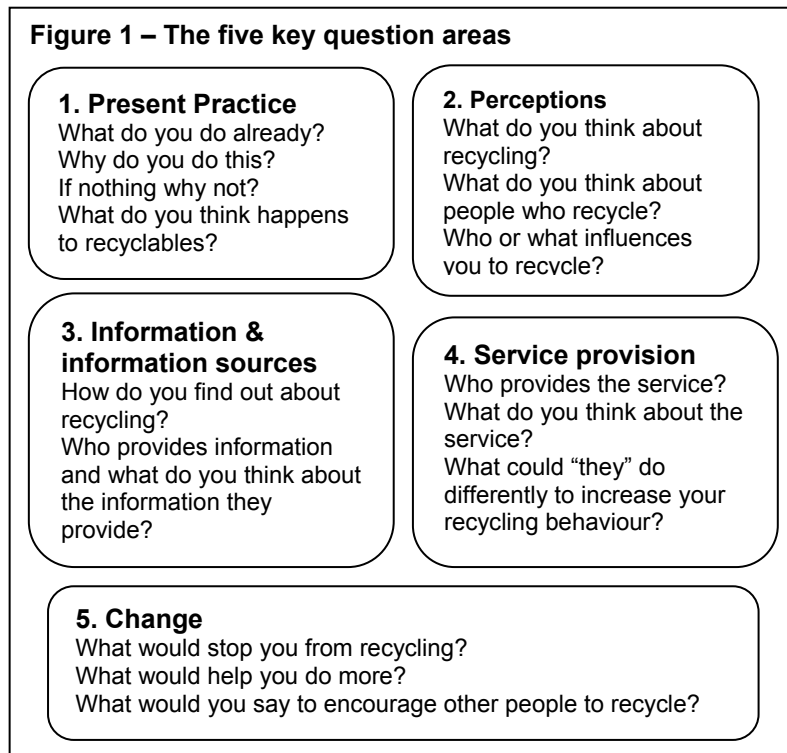 Figure 1 – The five key question areas
1. Present Practice
What do you do already?
Why do you do this?
If nothing why not?
What do you think happens
to recyclables?
2. Perceptions
What do you think about
recycling?
What do you think about
people who recycle?
Who or what influences
you to recycle?
3. Information &
information sources
How do you find out about
recycling?
Who provides information
and what do you think about
the information they
provide?
4. Service provision
Who provides the service?
What do you think about the
service?
What could “they” do
differently to increase your
recycling behaviour?
5. Change
What would stop you from recycling?
What would help you do more?
What would you say to encourage other people to recycle?